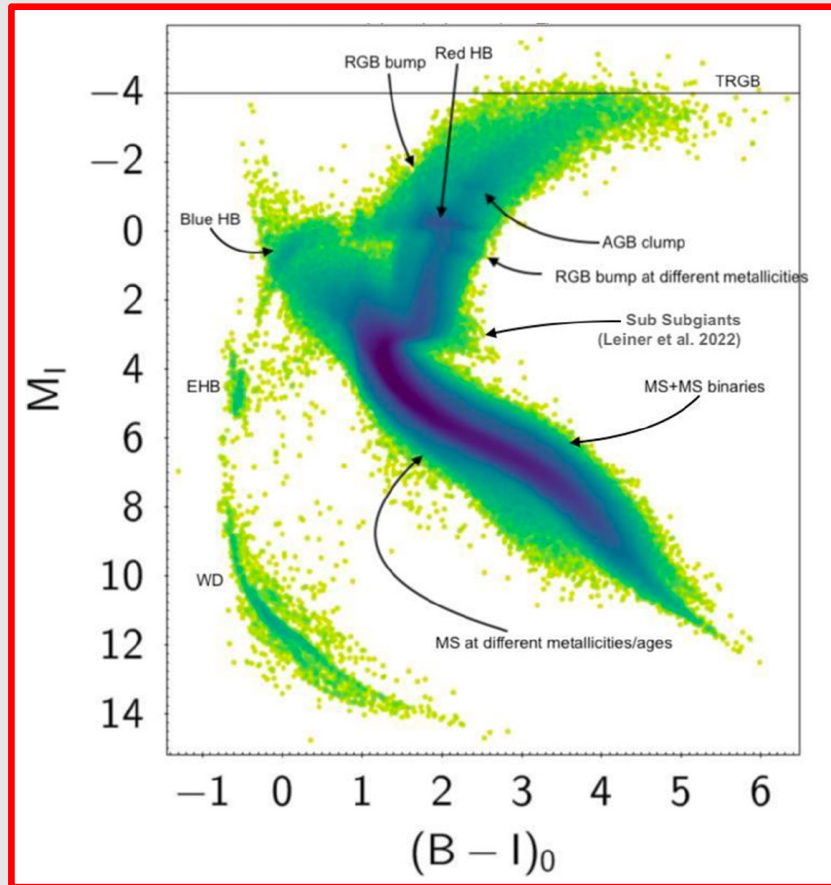 RGB bump
Red HB
TRGB
Blue HB
AGB clump
RGB bump at different metallicities
Sub Subgiants
(Leiner et al. 2022)
EHB
MS+MS binaries
WD
MS at different metallicities/ages
−4
−2
0
2
4
6
8
10
12
14
M_I
−1 0 1 2 3 4 5 6
(B − I)₀